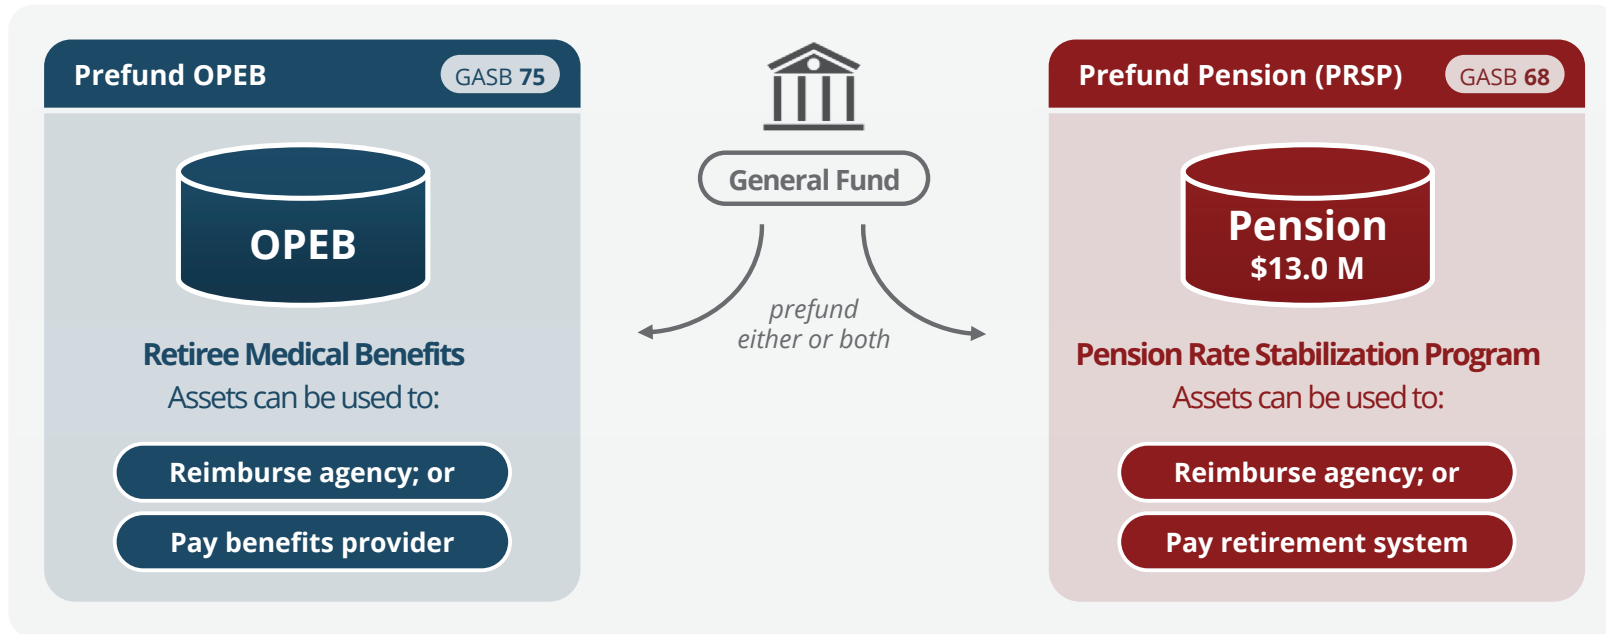 Prefund OPEB
GASB 75
OPEB
Retiree Medical Benefits
Assets can be used to:
Reimburse agency; or
Pay benefits provider
General Fund
prefund
either or both
Prefund Pension (PRSP)
GASB 68
Pension
$13.0 M
Pension Rate Stabilization Program
Assets can be used to:
Reimburse agency; or
Pay retirement system